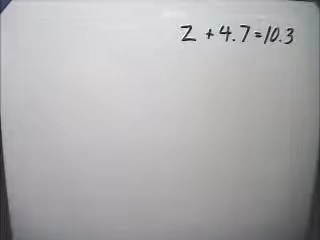 z + 4.7 = 10.3